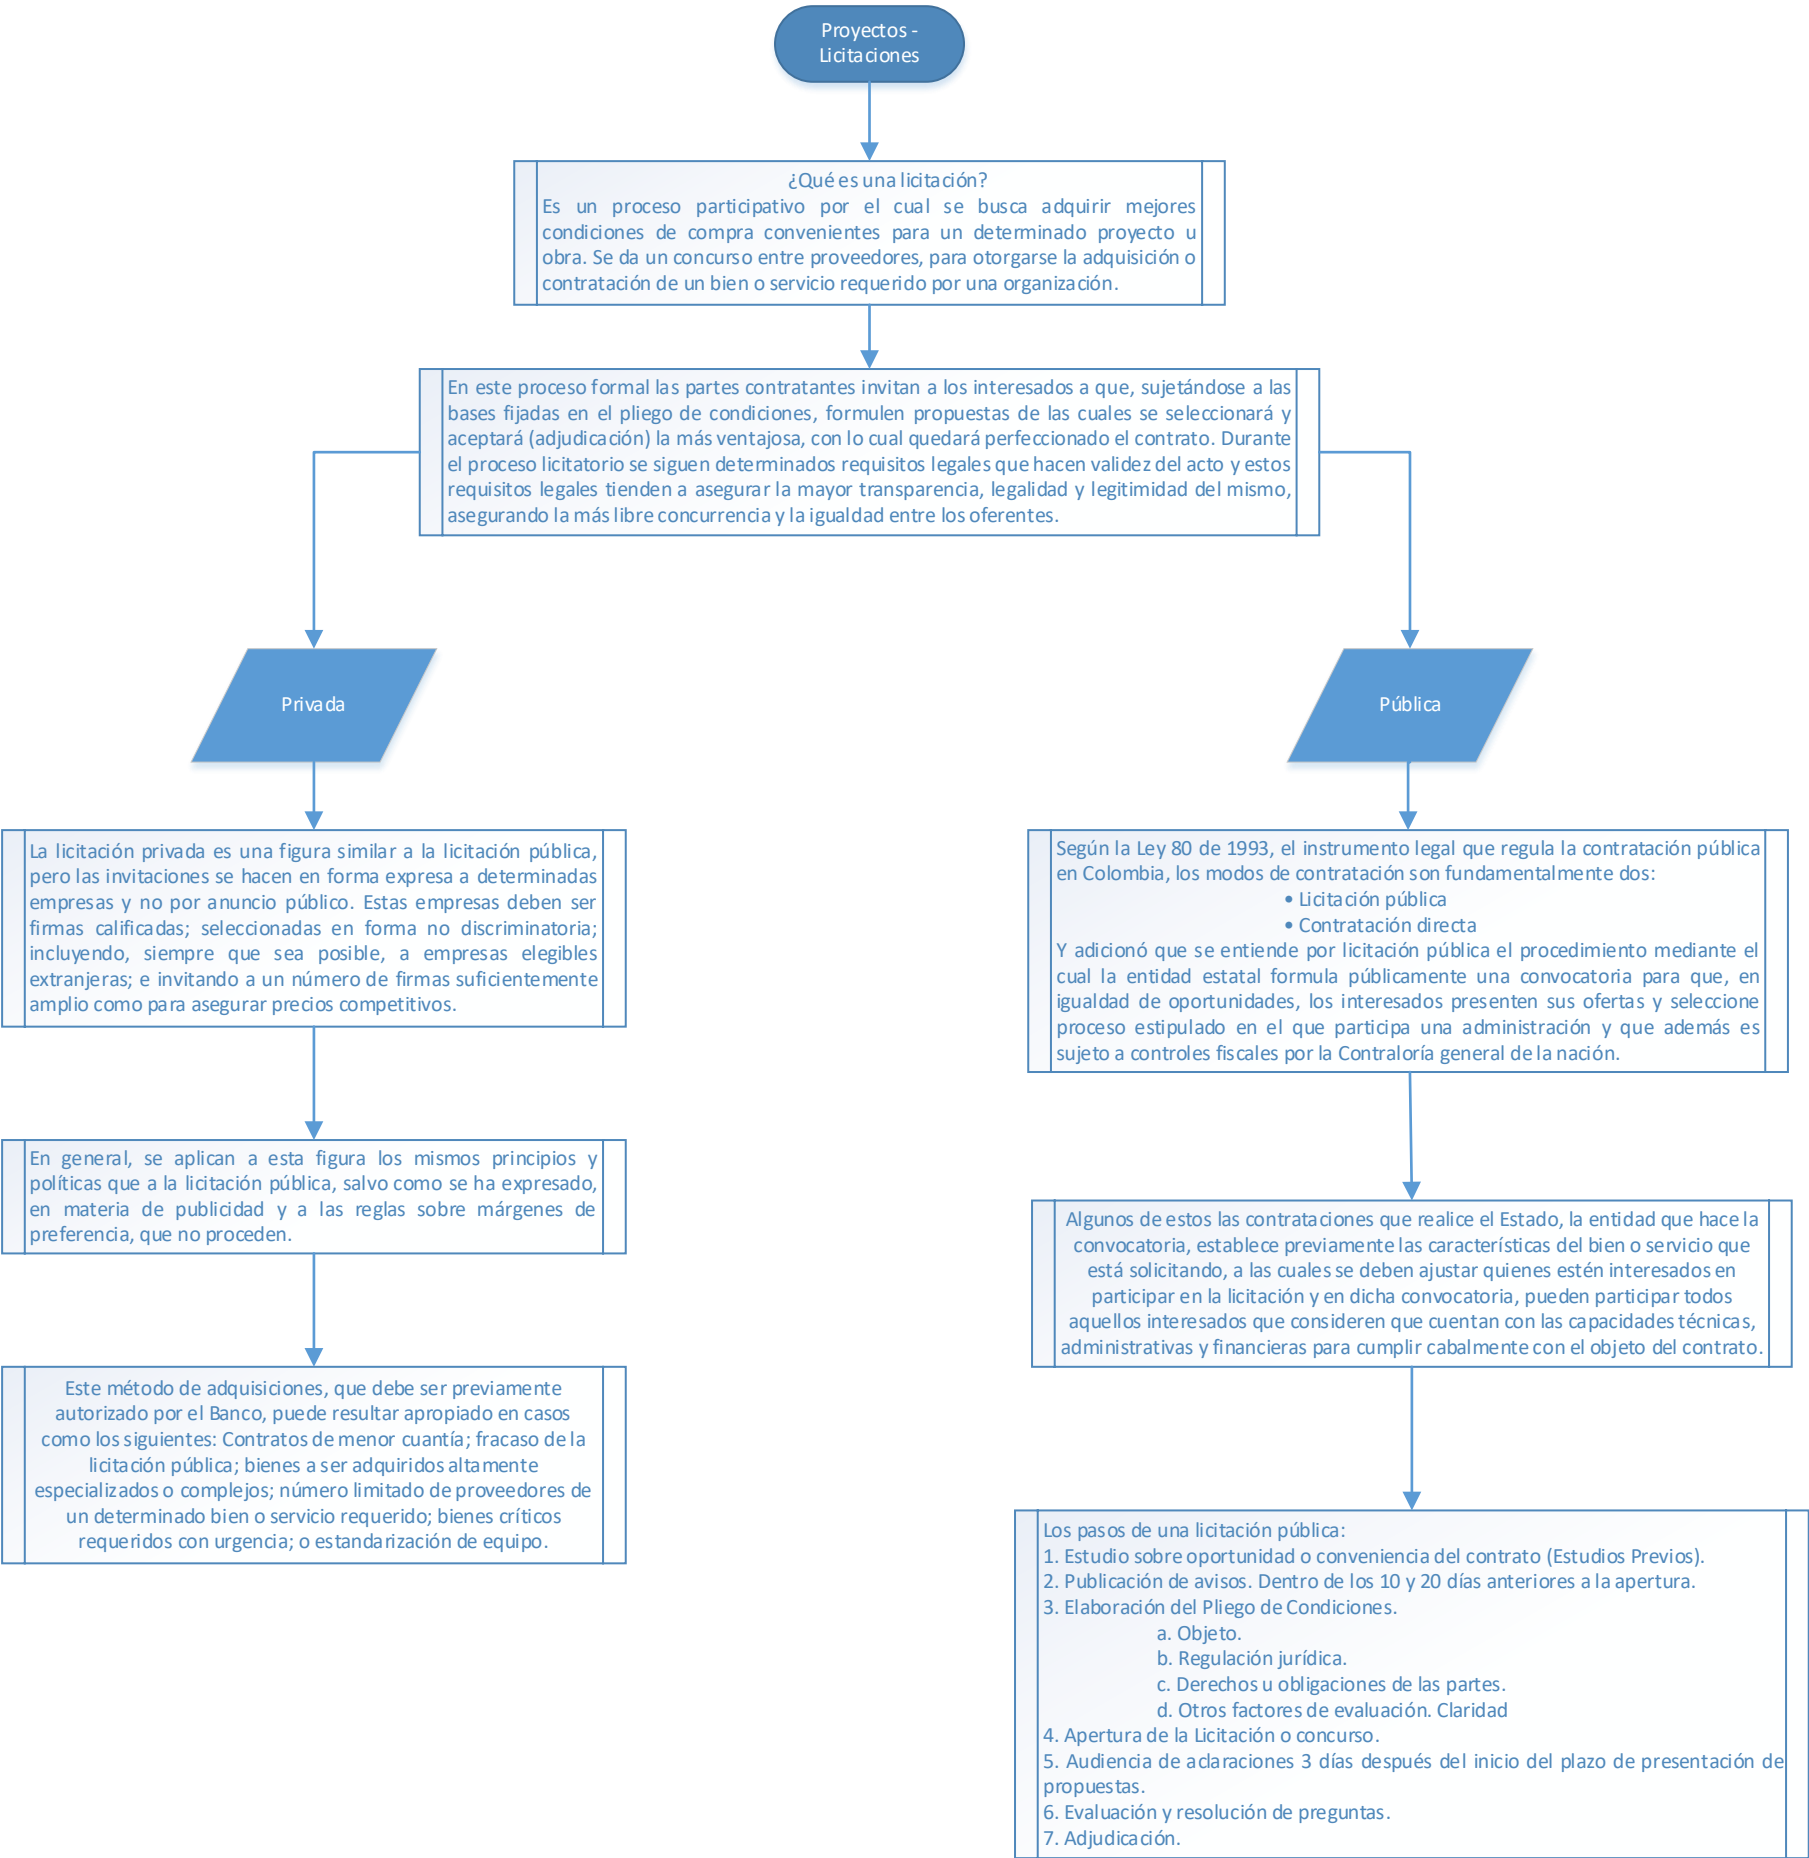 Proyectos -
Licitaciones
¿Qué es una licitación?
Es un proceso participativo por el cual se busca adquirir mejores
condiciones de compra convenientes para un determinado proyecto u
obra. Se da un concurso entre proveedores, para otorgarse la adquisición o
contratación de un bien o servicio requerido por una organización.
En este proceso formal las partes contratantes invitan a los interesados a que, sujetándose a las
bases fijadas en el pliego de condiciones, formulen propuestas de las cuales se seleccionará y
aceptará (adjudicación) la más ventajosa, con lo cual quedará perfeccionado el contrato. Durante
el proceso licitatorio se siguen determinados requisitos legales que hacen validez del acto y estos
requisitos legales tienden a asegurar la mayor transparencia, legalidad y legitimidad del mismo,
asegurando la más libre concurrencia y la igualdad entre los oferentes.
Privada
La licitación privada es una figura similar a la licitación pública,
pero las invitaciones se hacen en forma expresa a determinadas
empresas y no por anuncio público. Estas empresas deben ser
firmas calificadas; seleccionadas en forma no discriminatoria;
incluyendo, siempre que sea posible, a empresas elegibles
extranjeras; e invitando a un número de firmas suficientemente
amplio como para asegurar precios competitivos.
En general, se aplican a esta figura los mismos principios y
políticas que a la licitación pública, salvo como se ha expresado,
en materia de publicidad y a las reglas sobre márgenes de
preferencia, que no proceden.
Este método de adquisiciones, que debe ser previamente
autorizado por el Banco, puede resultar apropiado en casos
como los siguientes: Contratos de menor cuantía; fracaso de la
licitación pública; bienes a ser adquiridos altamente
especializados o complejos; número limitado de proveedores de
un determinado bien o servicio requerido; bienes críticos
requeridos con urgencia; o estandarización de equipo.
Pública
Según la Ley 80 de 1993, el instrumento legal que regula la contratación pública
en Colombia, los modos de contratación son fundamentalmente dos:
• Licitación pública
• Contratación directa
Y adicionó que se entiende por licitación pública el procedimiento mediante el
cual la entidad estatal formula públicamente una convocatoria para que, en
igualdad de oportunidades, los interesados presenten sus ofertas y seleccione
proceso estipulado en el que participa una administración y que además es
sujeto a controles fiscales por la Contraloría general de la nación.
Algunos de estos las contrataciones que realice el Estado, la entidad que hace la
convocatoria, establece previamente las características del bien o servicio que
está solicitando, a las cuales se deben ajustar quienes estén interesados en
participar en la licitación y en dicha convocatoria, pueden participar todos
aquellos interesados que consideren que cuentan con las capacidades técnicas,
administrativas y financieras para cumplir cabalmente con el objeto del contrato.
Los pasos de una licitación pública:
1. Estudio sobre oportunidad o conveniencia del contrato (Estudios Previos).
2. Publicación de avisos. Dentro de los 10 y 20 días anteriores a la apertura.
3. Elaboración del Pliego de Condiciones.
a. Objeto.
b. Regulación jurídica.
c. Derechos u obligaciones de las partes.
d. Otros factores de evaluación. Claridad
4. Apertura de la Licitación o concurso.
5. Audiencia de aclaraciones 3 días después del inicio del plazo de presentación de
propuestas.
6. Evaluación y resolución de preguntas.
7. Adjudicación.